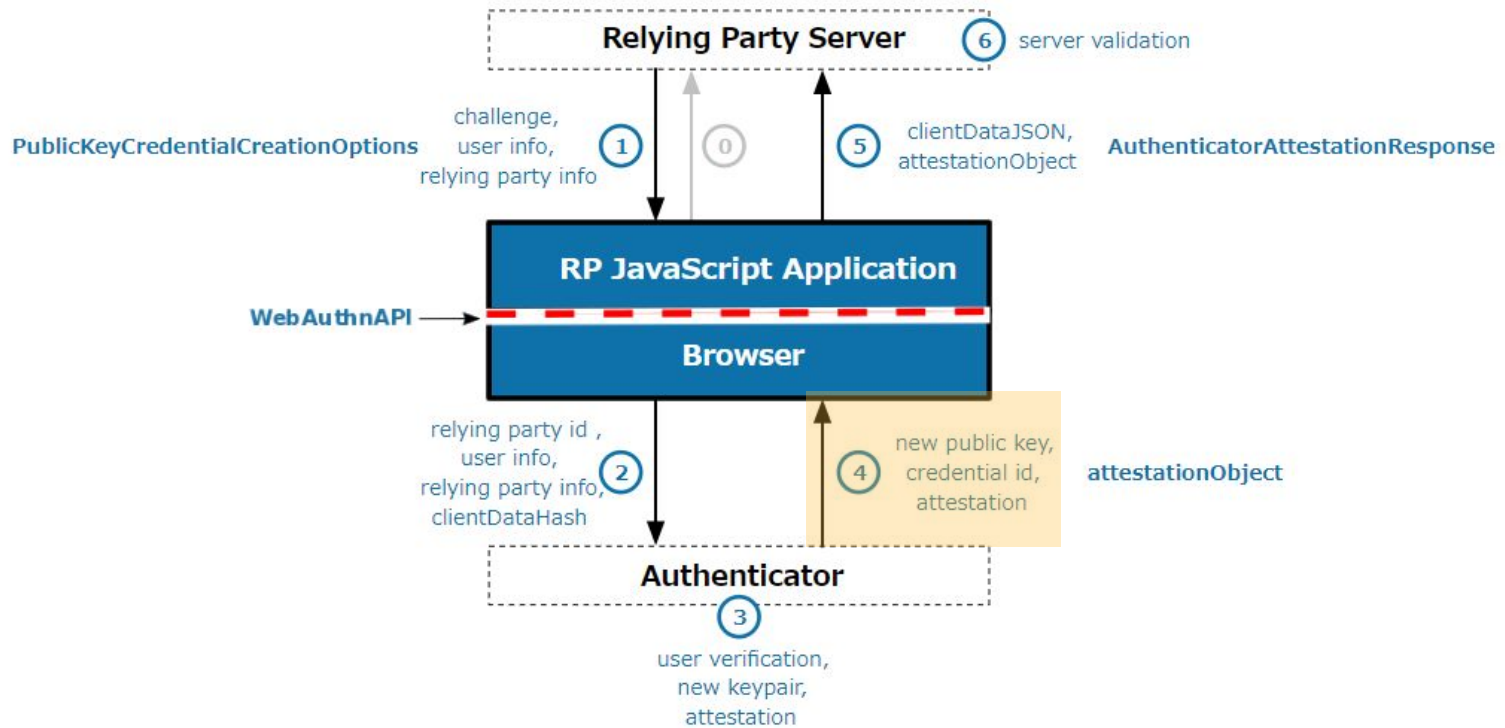 Relying Party Server
6 server validation
PublicKeyCredentialCreationOptions
challenge,
user info,
relying party info
1
0
5
clientDataJSON,
attestationObject
AuthenticatorAttestationResponse
RP JavaScript Application
WebAuthnAPI
Browser
relying party id ,
user info,
relying party info,
clientDataHash
2
4
new public key,
credential id,
attestation
attestationObject
Authenticator
3
user verification,
new keypair,
attestation